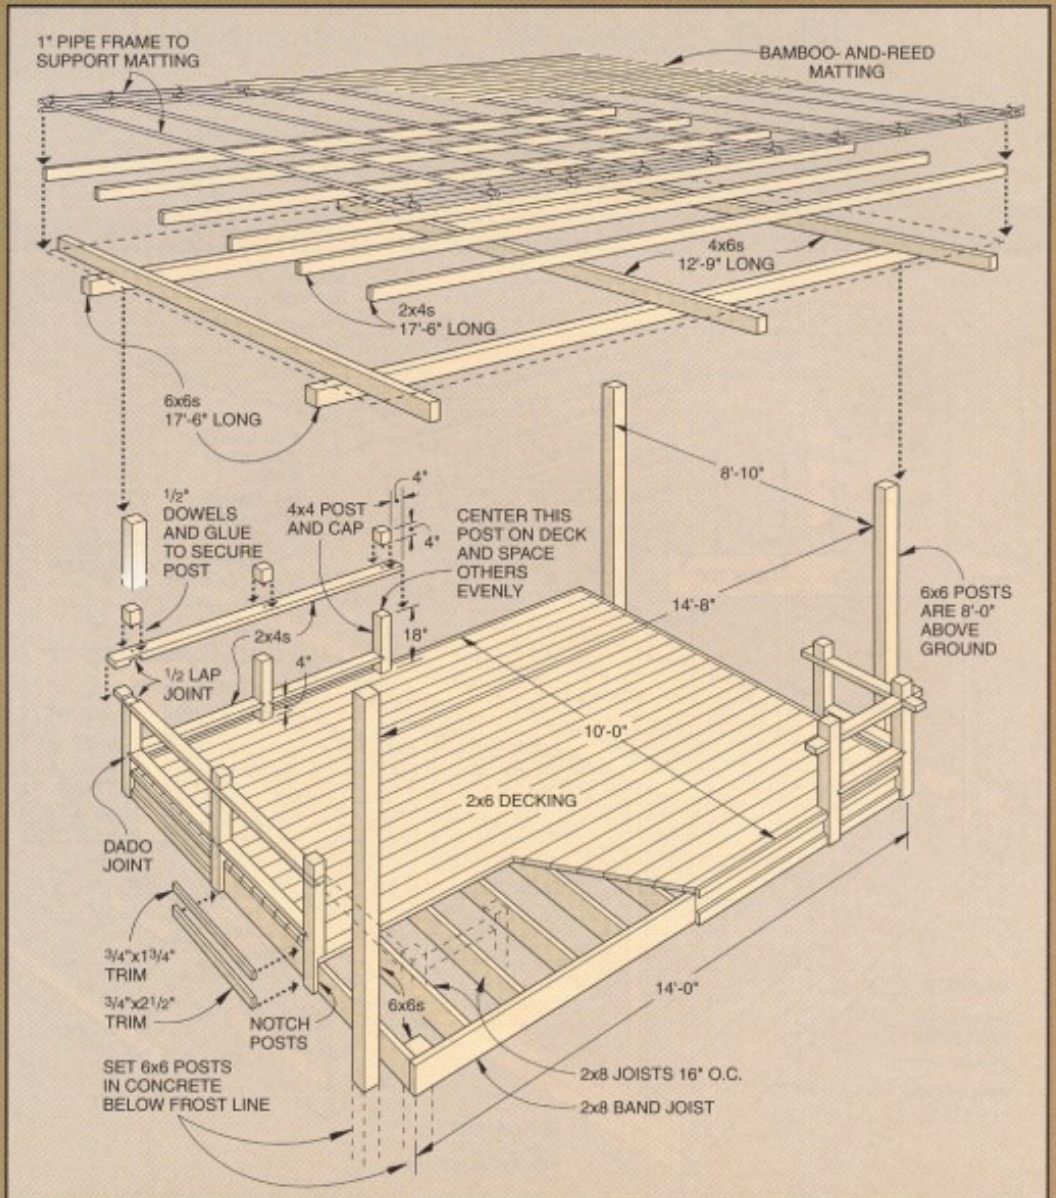 1" PIPE FRAME TO
SUPPORT MATTING
BAMBOO- AND-REED
MATTING
4x6s
12'-9" LONG
2x4s
17'-6" LONG
6x6s
17'-6" LONG
8'-10"
1/2"
DOWELS
AND GLUE
TO SECURE
POST
4x4 POST
AND CAP
4"
4"
CENTER THIS
POST ON DECK
AND SPACE
OTHERS
EVENLY
14'-8"
6x6 POSTS
ARE 8'-0"
ABOVE
GROUND
2x4s
18"
4"
1/2 LAP
JOINT
10'-0"
2x6 DECKING
DADO
JOINT
3/4"x13/4"
TRIM
3/4"x21/2"
TRIM
NOTCH
POSTS
6x6s
14'-0"
SET 6x6 POSTS
IN CONCRETE
BELOW FROST LINE
2x8 JOISTS 16" O.C.
2x8 BAND JOIST